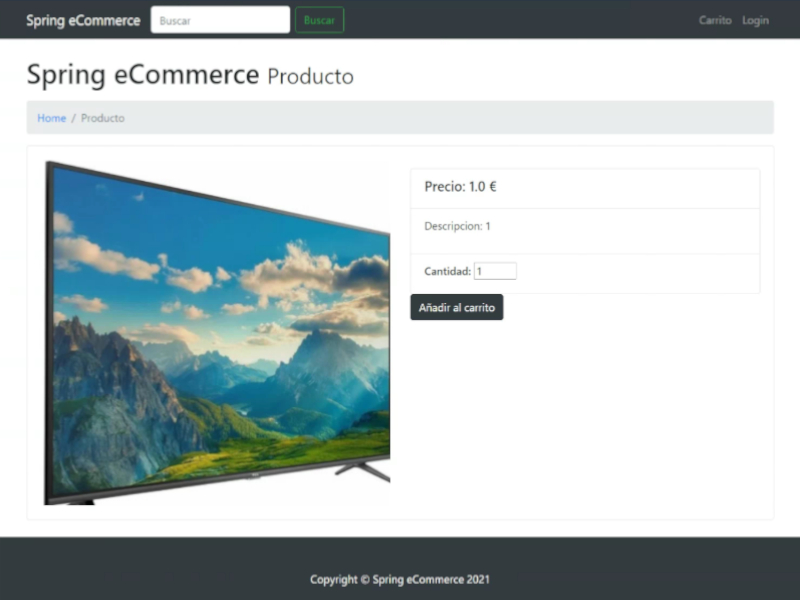 Spring eCommerce Buscar Buscar Carrito Login
Spring eCommerce Producto
Home / Producto
Precio: 1.0 €
Descripcion: 1
Cantidad: 1
Añadir al carrito
Copyright © Spring eCommerce 2021